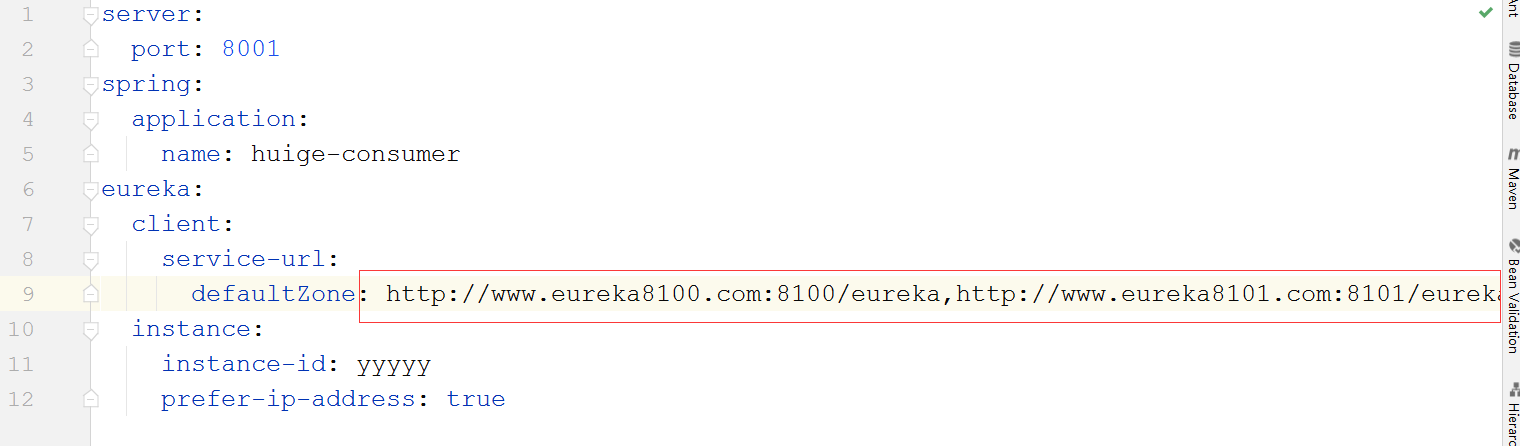 1 server:
2 port: 8001
3 spring:
4 application:
5 name: huige-consumer
6 eureka:
7 client:
8 service-url:
9 defaultZone: http://www.eureka8100.com:8100/eureka,http://www.eureka8101.com:8101/eureka
10 instance:
11 instance-id: yyyyy
12 prefer-ip-address: true
Ant
Database
m Maven
Bean Validation
Hierarc